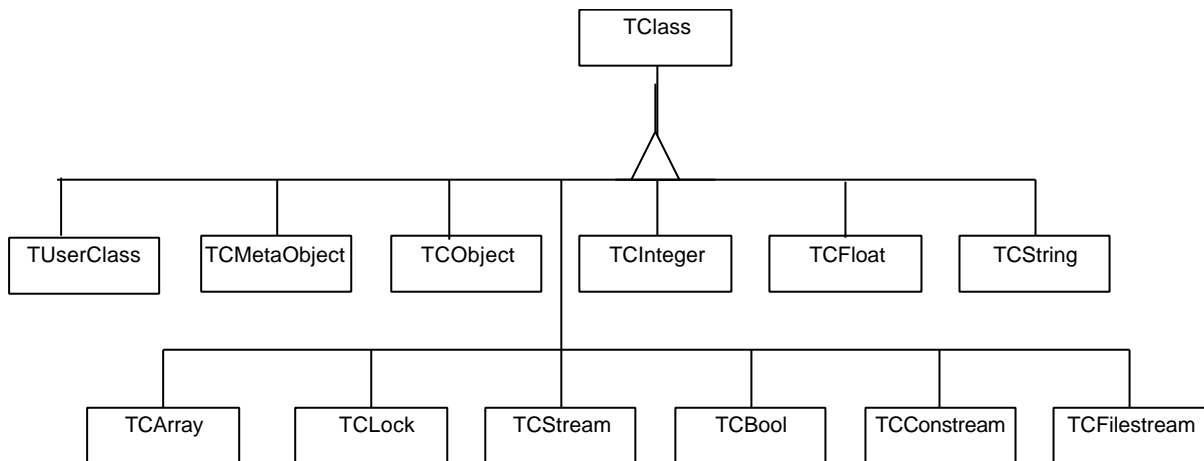 TClass
TUserClass TCMetaObject TCObject TCInteger TCFloat TCString
TCArray TCLock TCStream TCBool TCConstream TCFilestream